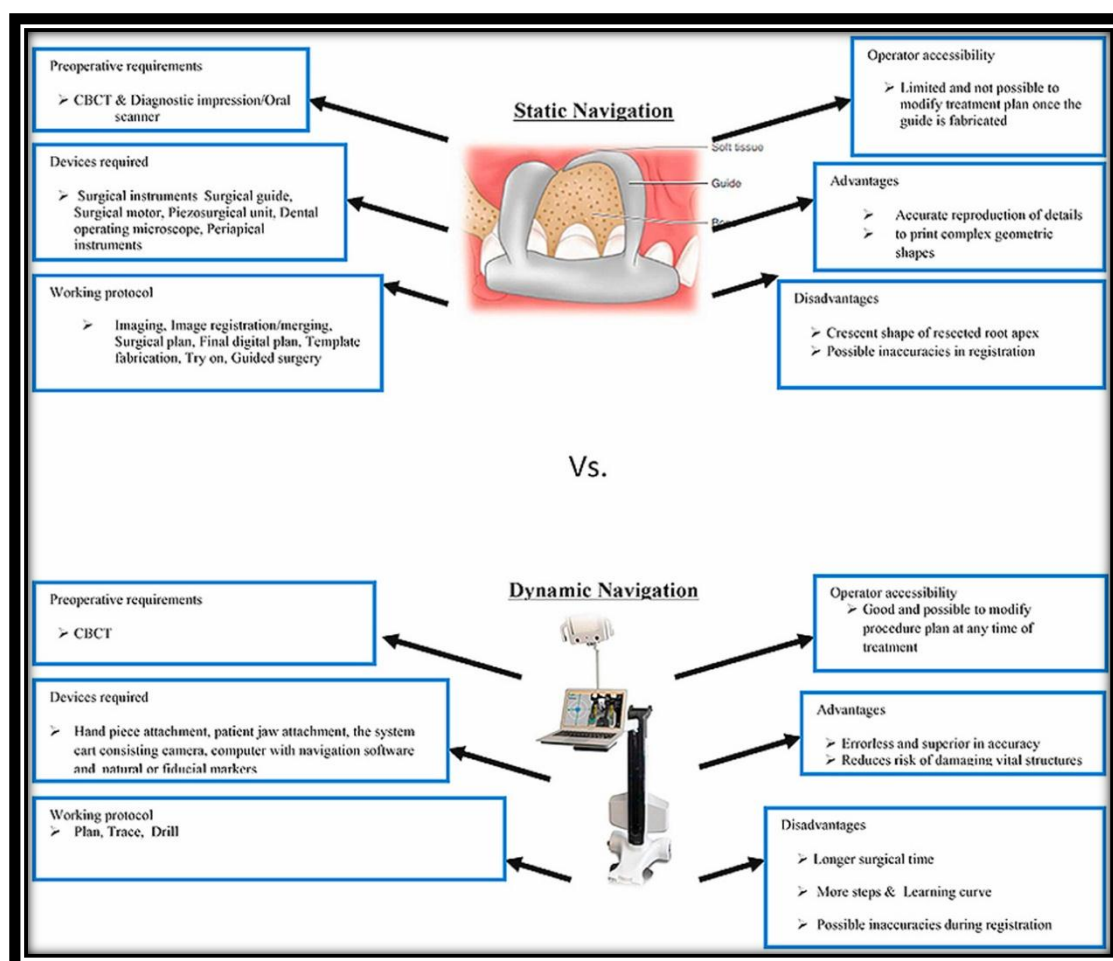 Preoperative requirements
➢ CBCT & Diagnostic impression/Oral
scanner
Devices required
➢ Surgical instruments Surgical guide,
Surgical motor, Piezosurgical unit, Dental
operating microscope, Periapical
instruments
Working protocol
➢ Imaging, Image registration/merging,
Surgical plan, Final digital plan, Template
fabrication, Try on, Guided surgery
Static Navigation
Soft tissue
Guide
Operator accessibility
➢ Limited and not possible to
modify treatment plan once the
guide is fabricated
Advantages
➢ Accurate reproduction of details
➢ to print complex geometric
shapes
Disadvantages
➢ Crescent shape of resected root apex
➢ Possible inaccuracies in registration
Vs.
Dynamic Navigation
Preoperative requirements
➢ CBCT
Devices required
➢ Hand piece attachment, patient jaw attachment, the system
cart consisting camera, computer with navigation software
and natural or fiducial markers
Working protocol
➢ Plan, Trace, Drill
Operator accessibility
➢ Good and possible to modify
procedure plan at any time of
treatment
Advantages
➢ Errorless and superior in accuracy
➢ Reduces risk of damaging vital structures
Disadvantages
➢ Longer surgical time
➢ More steps & Learning curve
➢ Possible inaccuracies during registration